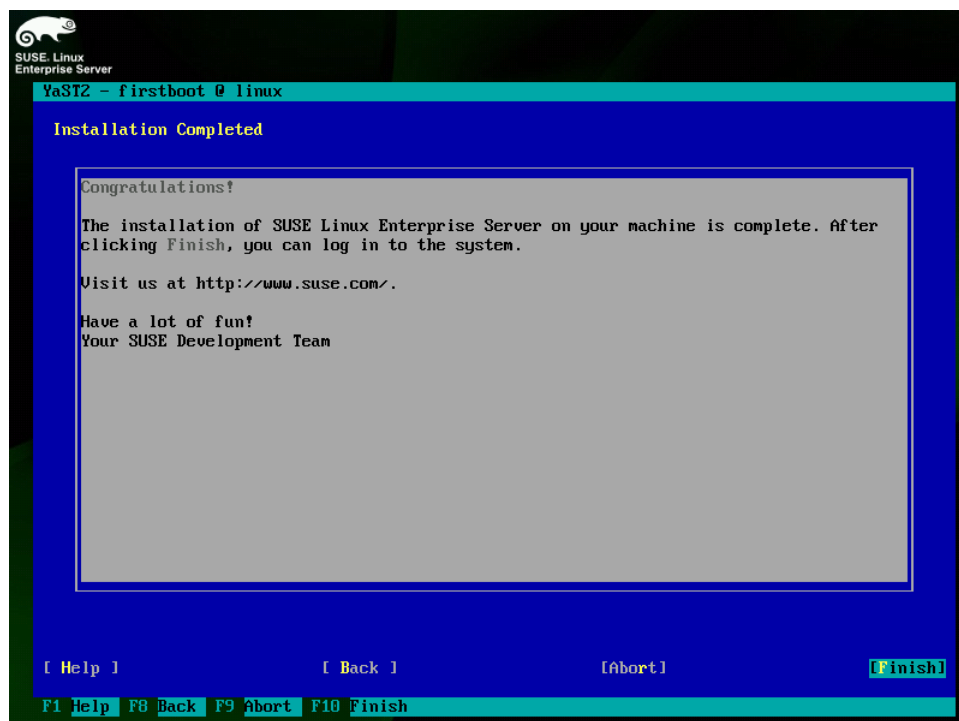 SUSE. Linux
Enterprise Server
YaST2 - firstboot @ linux
Installation Completed
Congratulations!
The installation of SUSE Linux Enterprise Server on your machine is complete. After
clicking Finish, you can log in to the system.
Visit us at http://www.suse.com/.
Have a lot of fun!
Your SUSE Development Team
[ Help ] [ Back ] [Abort] [Finish]
F1 Help F8 Back F9 Abort F10 Finish